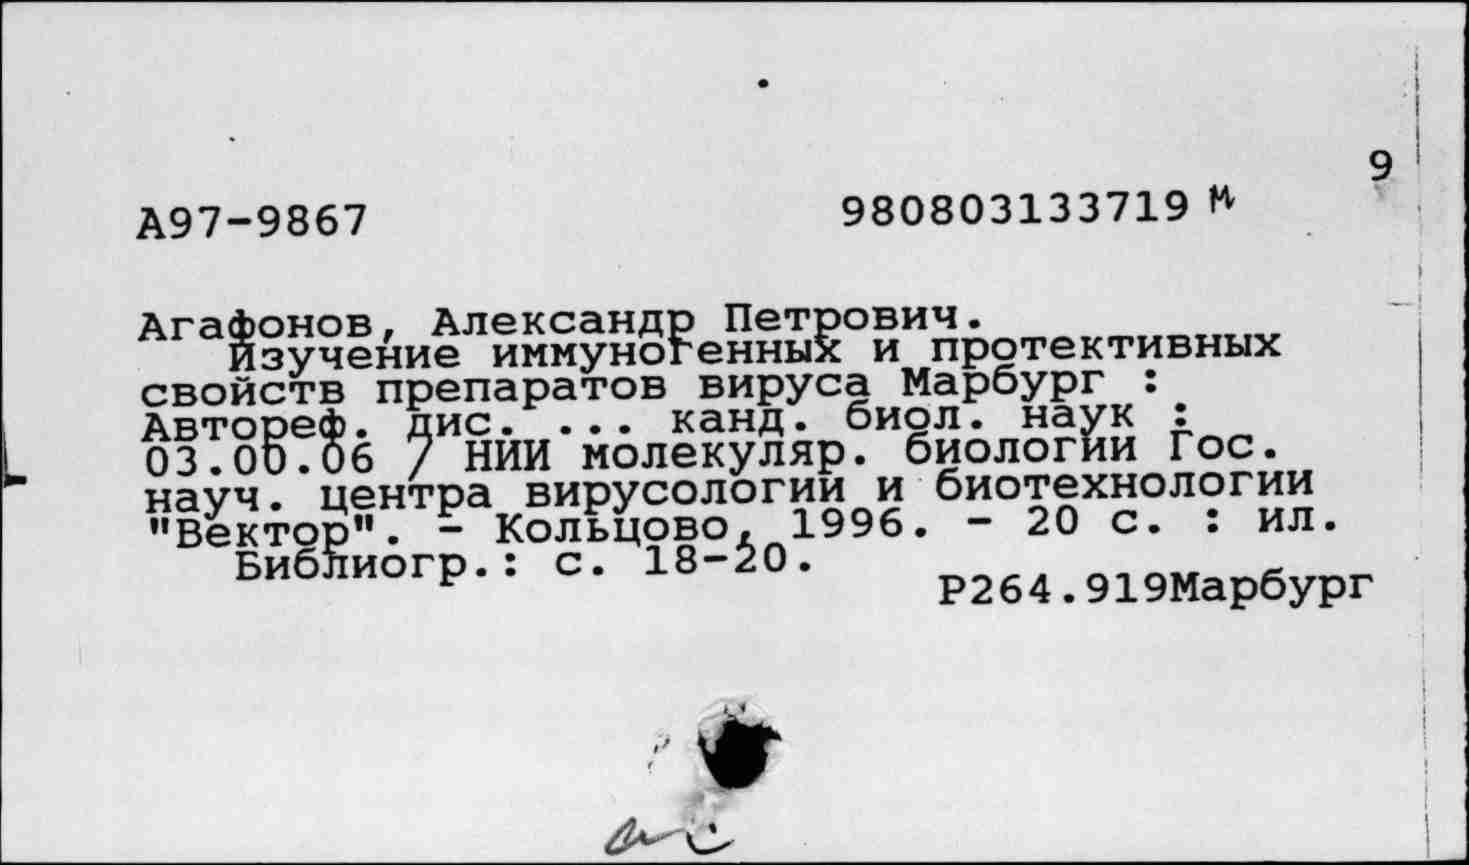 9
А97-9867 980803133719 м
Агафонов, Александр Петрович.
Изучение иммуногенных и протективных
свойств препаратов вируса Марбург :
Автореф. дис. ... канд. биол. наук :
03.00.06 / НИИ молекуляр. биологии Гос.
науч. центра вирусологии и биотехнологии
"Вектор". - Кольцово, 1996. - 20 с. : ил.
Библиогр.: с. 18-20.
Р264.919Марбург